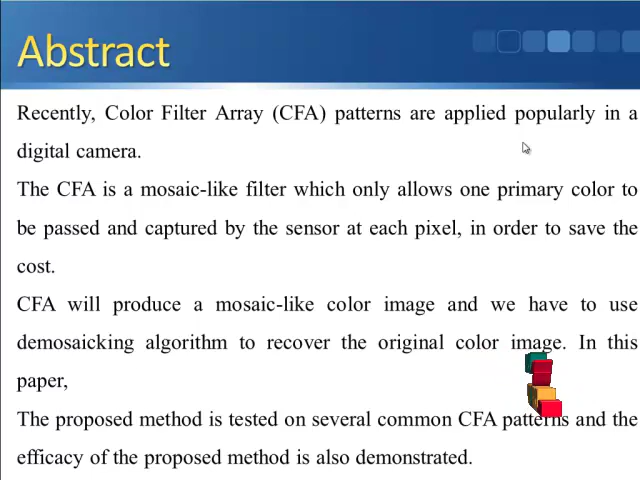 Abstract
Recently, Color Filter Array (CFA) patterns are applied popularly in a
digital camera.
The CFA is a mosaic-like filter which only allows one primary color to
be passed and captured by the sensor at each pixel, in order to save the
cost.
CFA will produce a mosaic-like color image and we have to use
demosaicking algorithm to recover the original color image. In this
paper,
The proposed method is tested on several common CFA patterns and the
efficacy of the proposed method is also demonstrated.